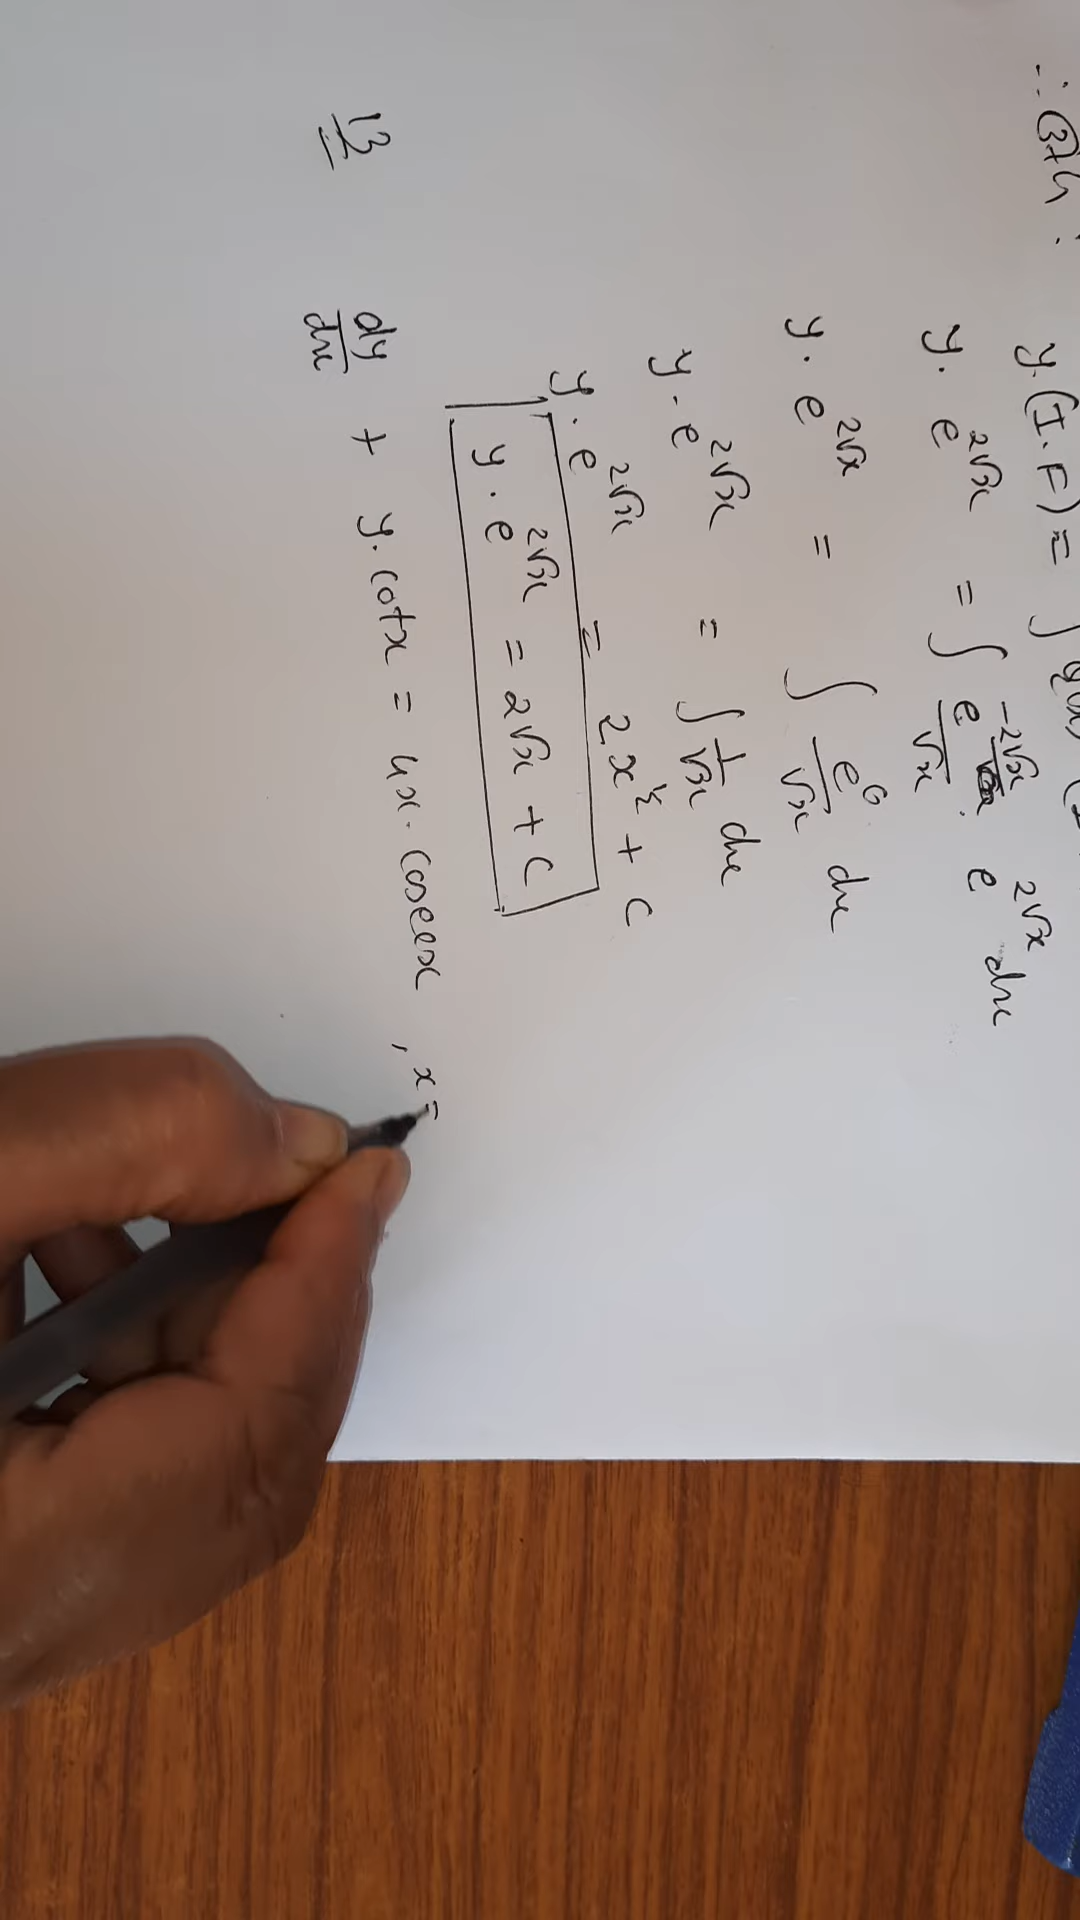 ∴ Soln: y.(I.F) = ∫ Q(x) (
y. e^{2√x} = ∫ e^{-2√x}/√x . e^{2√x} dx
y. e^{2√x} = ∫ e^0/√x dx
y. e^{2√x} = ∫ 1/√x dx
y. e^{2√x} = 2x^{1/2} + C
y. e^{2√x} = 2√x + C
13 dy/dx + y.cotx = 4x. cosecx , x=